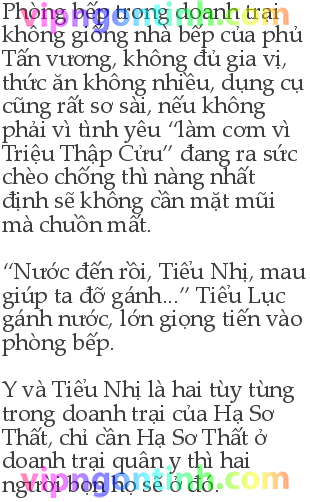 Phòng bếp trong doanh trại
không giống nhà bếp của phủ
Tấn vương, không đủ gia vị,
thức ăn không nhiều, dụng cụ
cũng rất sơ sài, nếu không
phải vì tình yêu “làm cơm vì
Triệu Thập Cửu” đang ra sức
chèo chống thì nàng nhất
định sẽ không cần mặt mũi
mà chuồn mất.
“Nước đến rồi, Tiểu Nhị, mau
giúp ta đỡ gánh...” Tiểu Lục
gánh nước, lớn giọng tiến vào
phòng bếp.
Y và Tiểu Nhị là hai tùy tùng
trong doanh trại của Hạ Sơ
Thất, chỉ cần Hạ Sơ Thất ở
doanh trại quân y thì hai
người bọn họ sẽ ở đó.
vipngontinh.com
vipngontinh.com